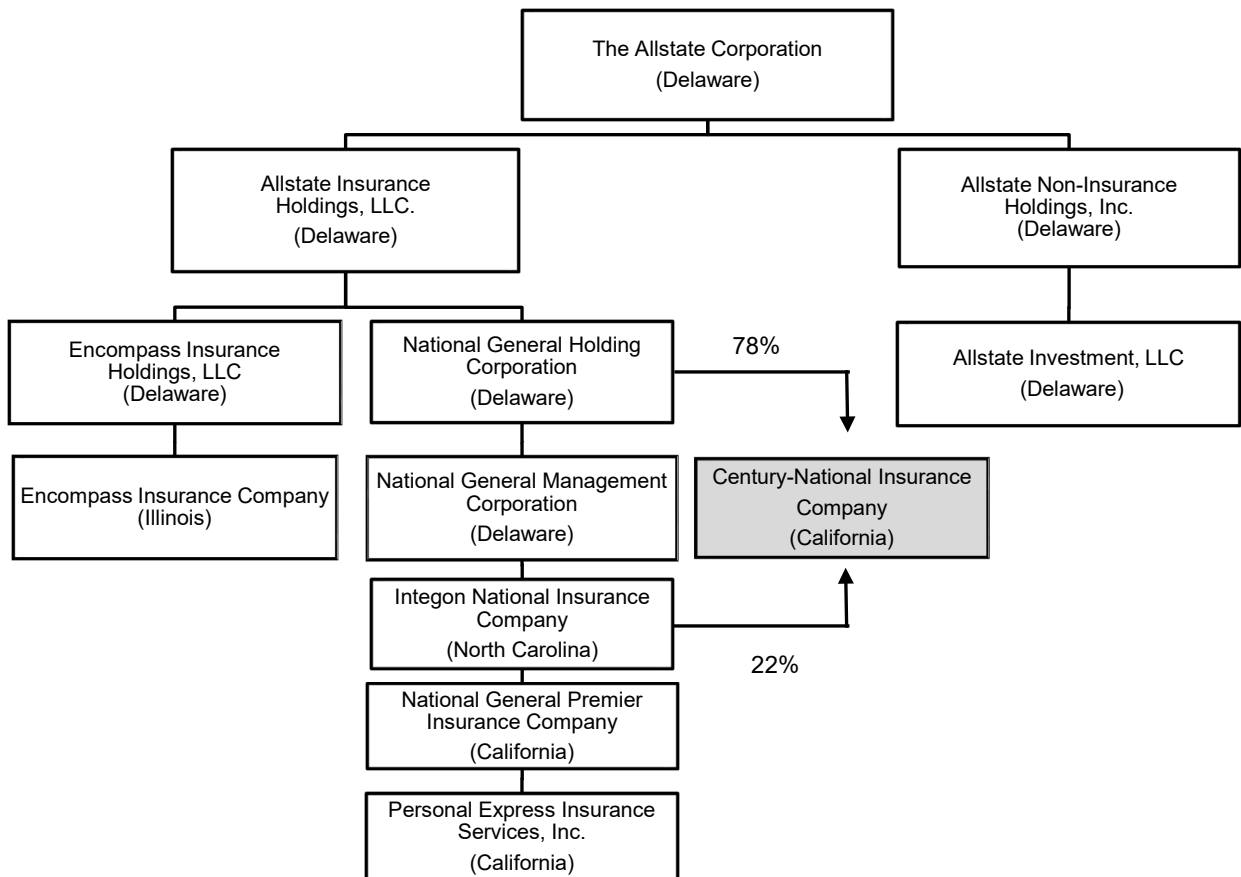 The Allstate Corporation
(Delaware)
Allstate Insurance
Holdings, LLC.
(Delaware)
Allstate Non-Insurance
Holdings, Inc.
(Delaware)
Encompass Insurance
Holdings, LLC
(Delaware)
National General Holding
Corporation
(Delaware)
78%
Allstate Investment, LLC
(Delaware)
Encompass Insurance Company
(Illinois)
National General Management
Corporation
(Delaware)
Century-National Insurance
Company
(California)
Integon National Insurance
Company
(North Carolina)
22%
National General Premier
Insurance Company
(California)
Personal Express Insurance
Services, Inc.
(California)